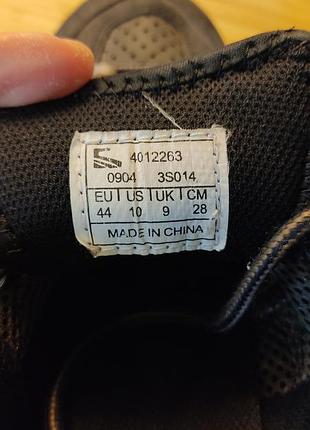 4012263
0904 3S014
EU US UK CM
44 10 9 28
MADE IN CHINA